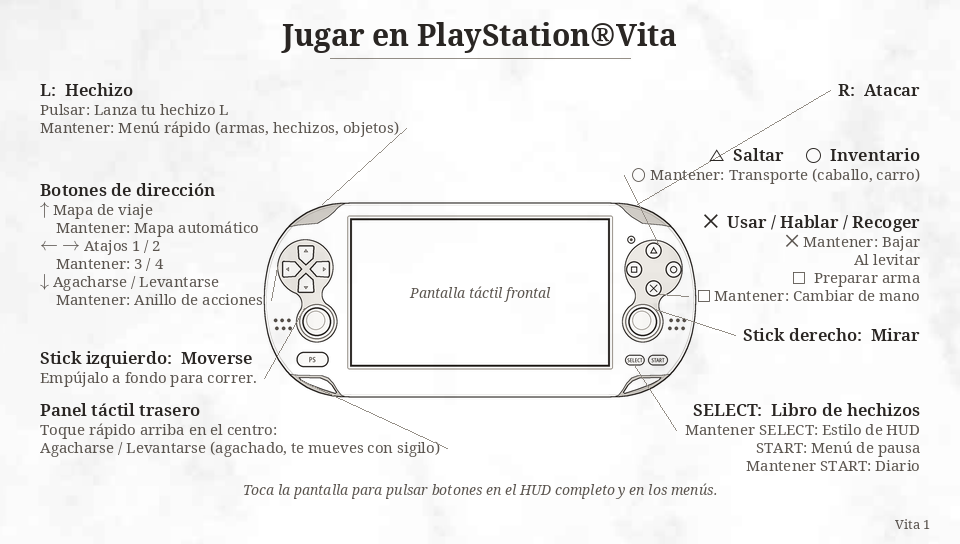 Jugar en PlayStation®Vita
L: Hechizo
Pulsar: Lanza tu hechizo L
Mantener: Menú rápido (armas, hechizos, objetos)
R: Atacar
△ Saltar ○ Inventario
○ Mantener: Transporte (caballo, carro)
Botones de dirección
↑ Mapa de viaje
Mantener: Mapa automático
← → Atajos 1 / 2
Mantener: 3 / 4
↓ Agacharse / Levantarse
Mantener: Anillo de acciones
✕ Usar / Hablar / Recoger
✕ Mantener: Bajar
Al levitar
□ Preparar arma
□ Mantener: Cambiar de mano
Pantalla táctil frontal
Stick derecho: Mirar
PS
SELECT START
Stick izquierdo: Moverse
Empújalo a fondo para correr.
Panel táctil trasero
Toque rápido arriba en el centro:
Agacharse / Levantarse (agachado, te mueves con sigilo)
SELECT: Libro de hechizos
Mantener SELECT: Estilo de HUD
START: Menú de pausa
Mantener START: Diario
Toca la pantalla para pulsar botones en el HUD completo y en los menús.
Vita 1